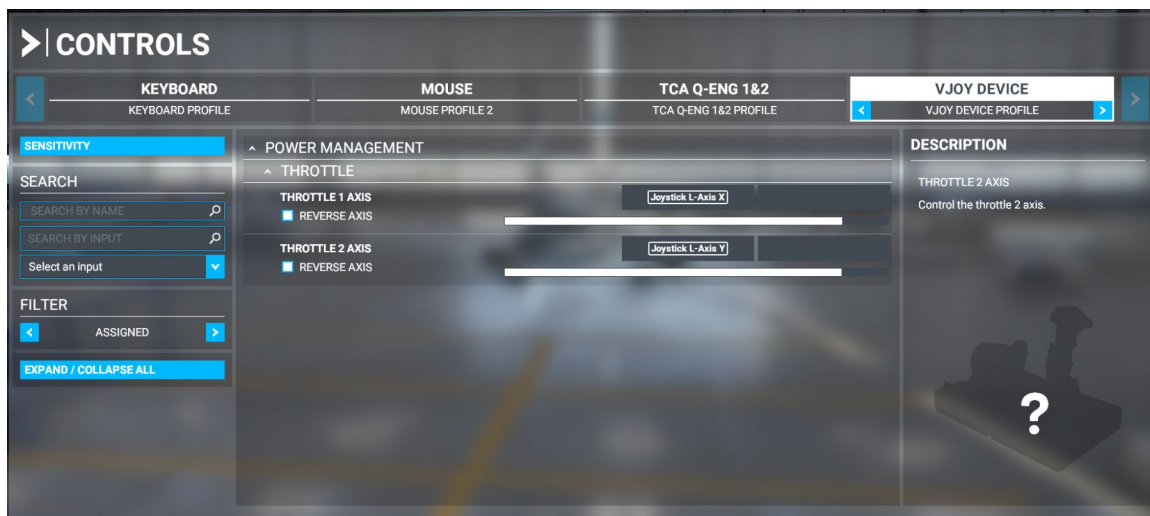 CONTROLS
KEYBOARD
KEYBOARD PROFILE
MOUSE
MOUSE PROFILE 2
TCA Q-ENG 1&2
TCA Q-ENG 1&2 PROFILE
VJOY DEVICE
VJOY DEVICE PROFILE
SENSITIVITY
SEARCH
SEARCH BY NAME
SEARCH BY INPUT
Select an input
FILTER
ASSIGNED
EXPAND / COLLAPSE ALL
POWER MANAGEMENT
THROTTLE
THROTTLE 1 AXIS
Joystick L-Axis X
REVERSE AXIS
THROTTLE 2 AXIS
Joystick L-Axis Y
REVERSE AXIS
DESCRIPTION
THROTTLE 2 AXIS
Control the throttle 2 axis.
?